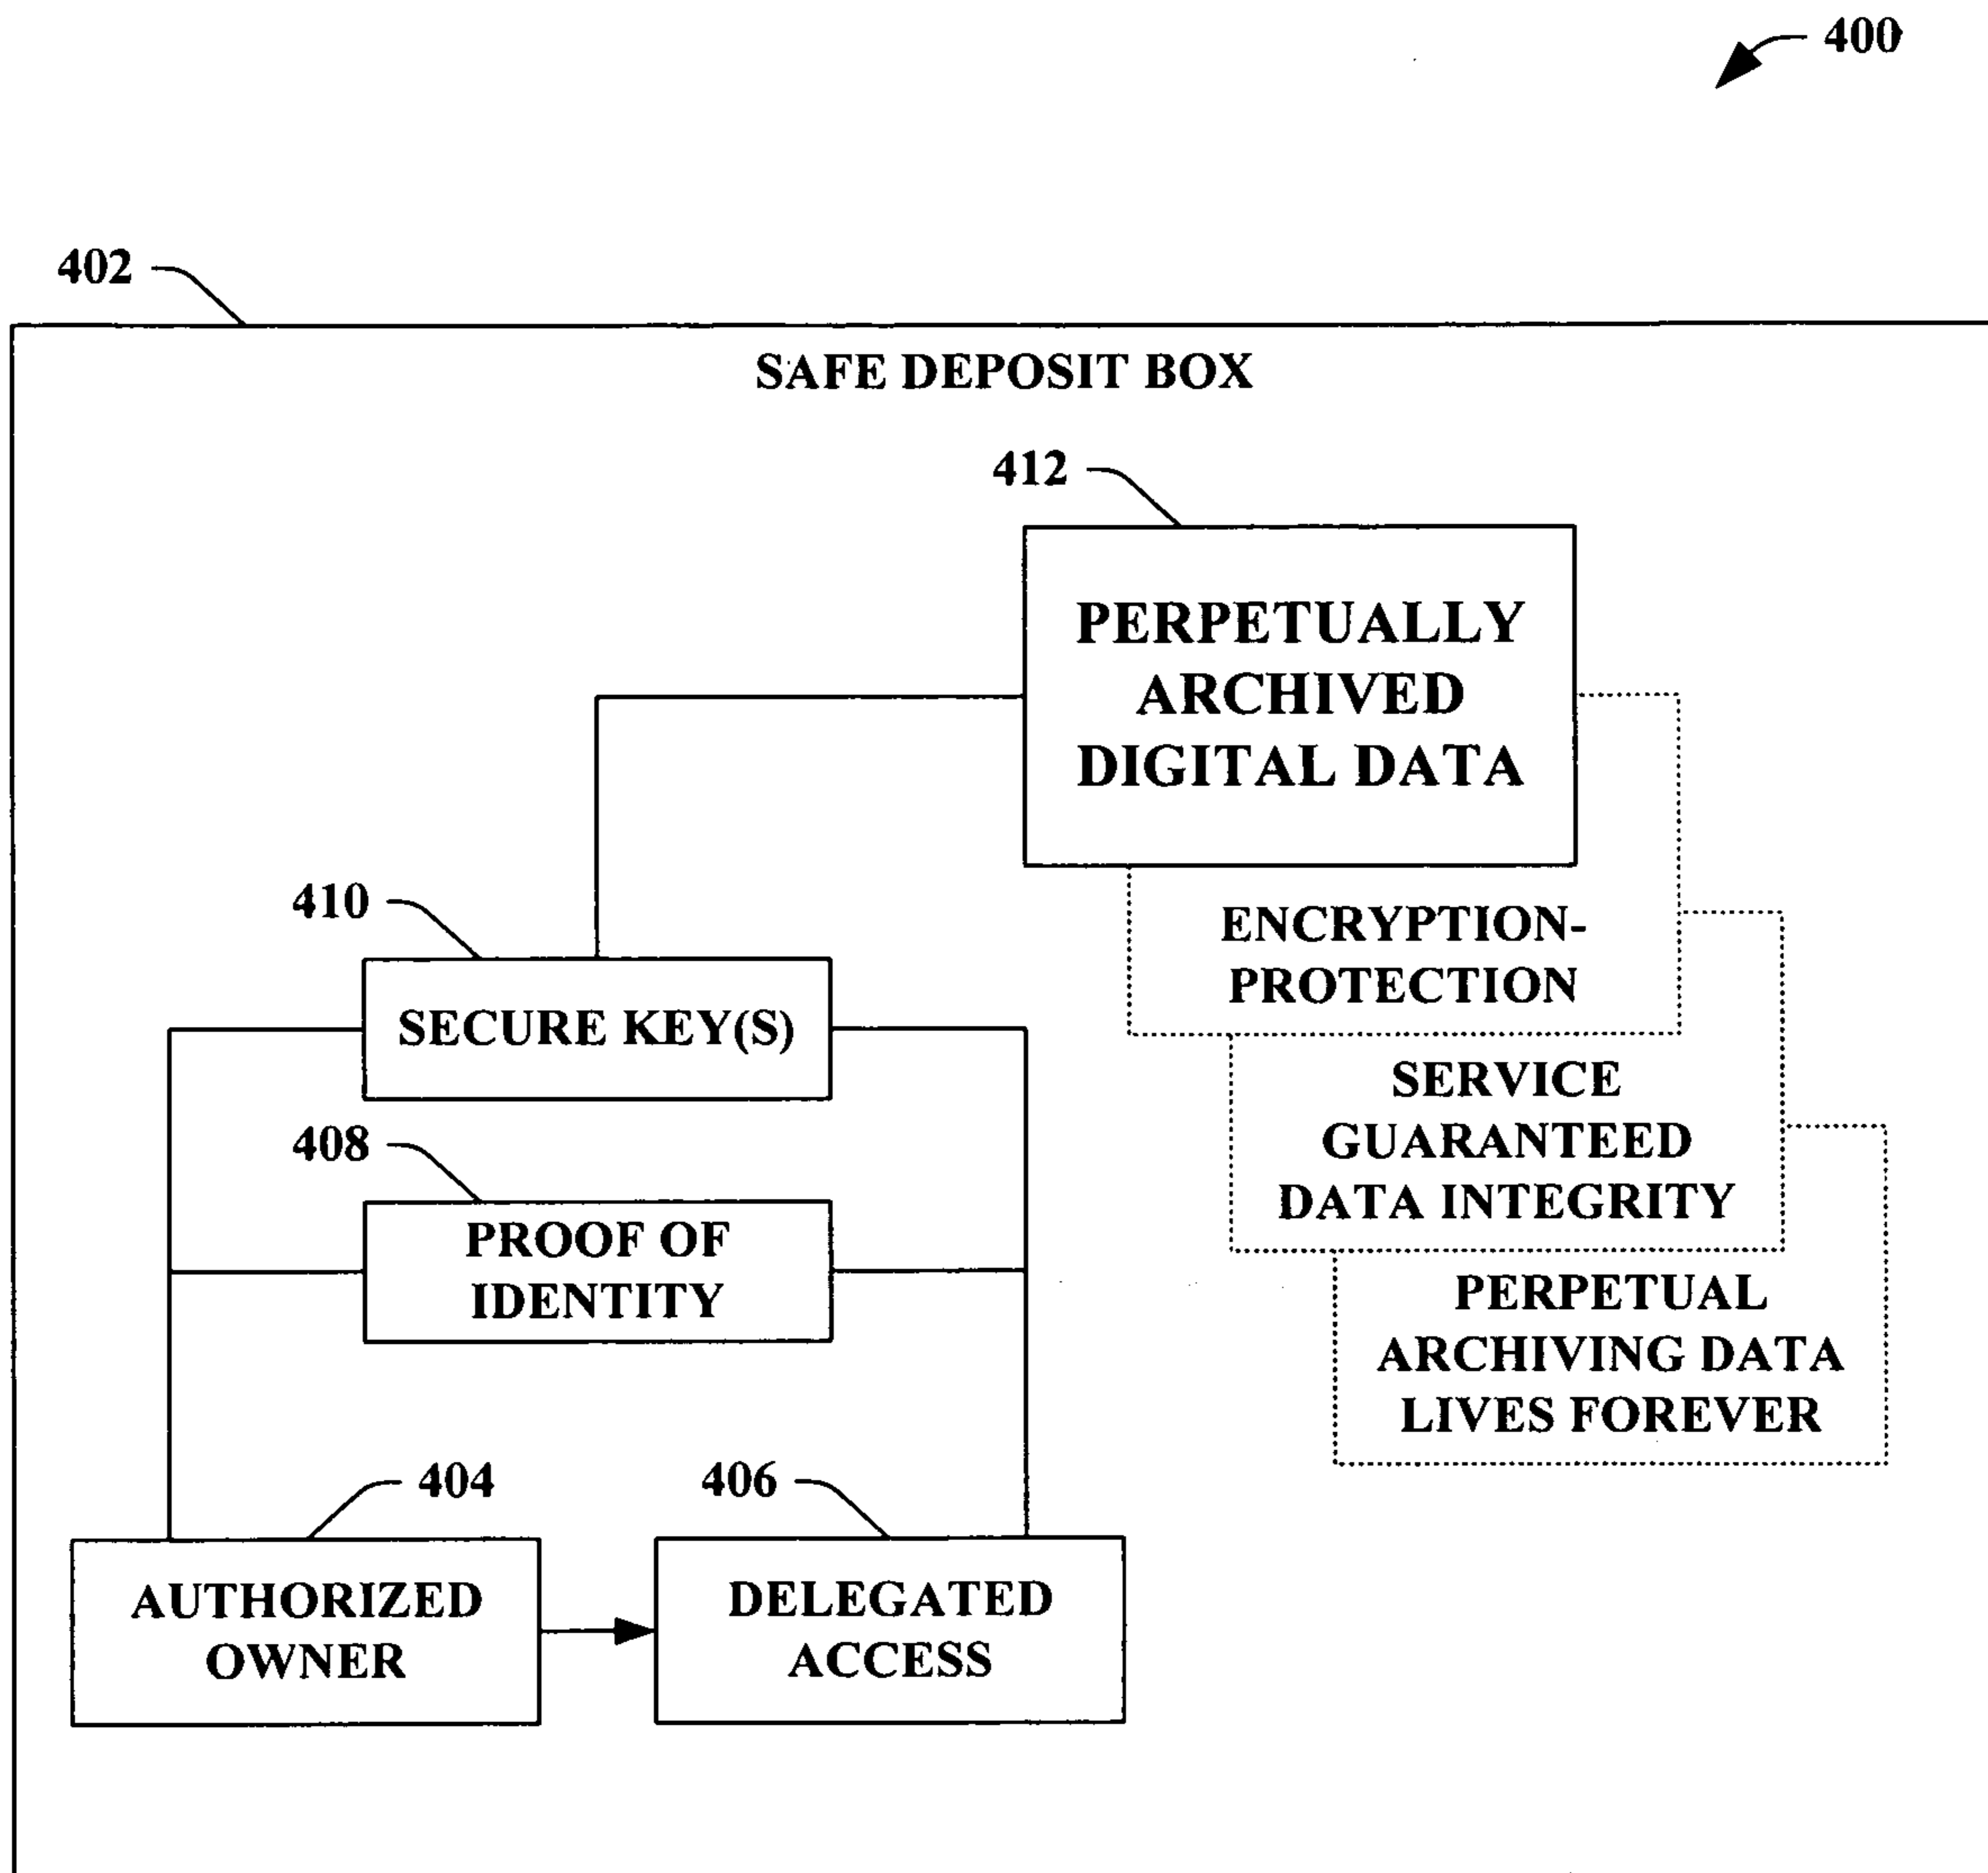 400
402
SAFE DEPOSIT BOX
412
PERPETUALLY
ARCHIVED
DIGITAL DATA
410
ENCRYPTION-
PROTECTION
SECURE KEY(S)
SERVICE
GUARANTEED
DATA INTEGRITY
408
PROOF OF
IDENTITY
PERPETUAL
ARCHIVING DATA
LIVES FOREVER
404
406
AUTHORIZED
OWNER
DELEGATED
ACCESS